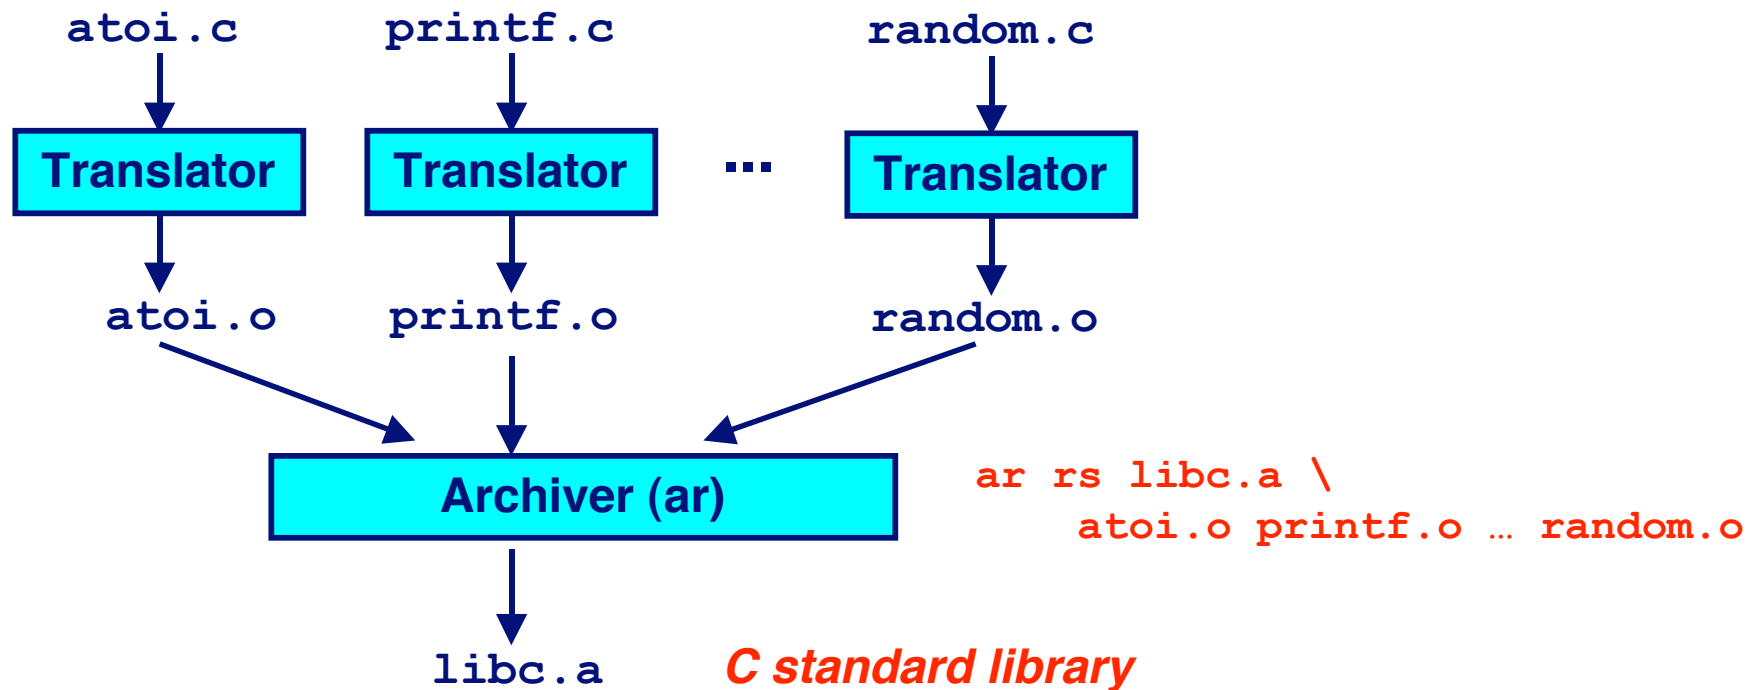 atoi.c printf.c random.c
Translator Translator ... Translator
atoi.o printf.o random.o
Archiver (ar)
ar rs libc.a \
atoi.o printf.o … random.o
libc.a C standard library